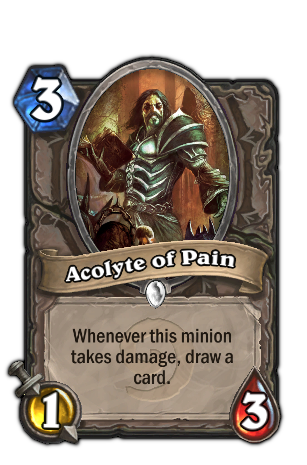 3
Acolyte of Pain
Whenever this minion
takes damage, draw a
card.
1
3